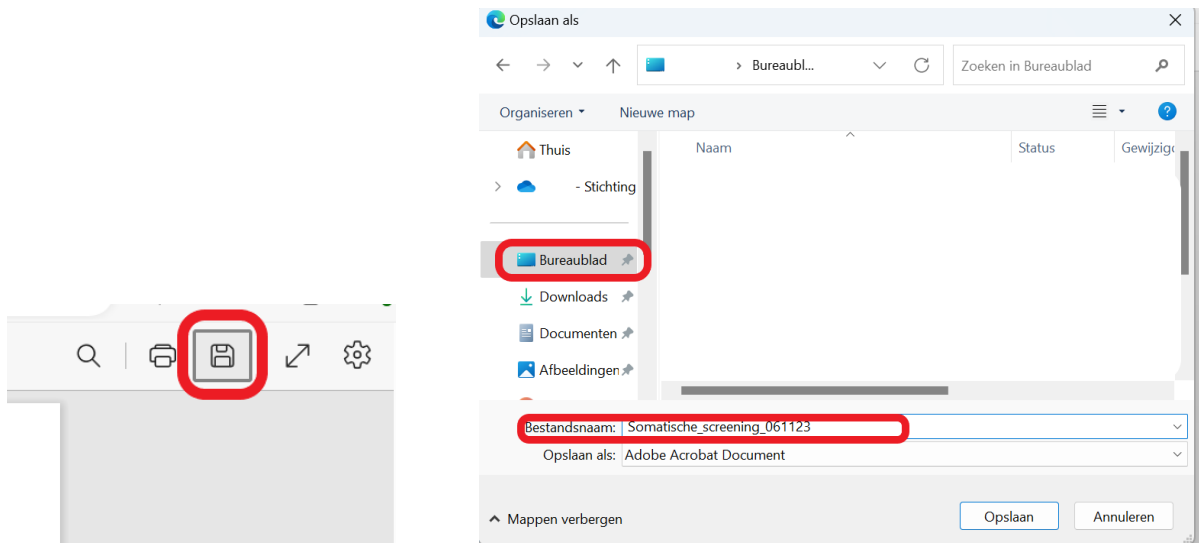 Opslaan als
Bureaubl...
Zoeken in Bureaublad
Organiseren
Nieuwe map
Naam
Status
Gewijzigd
Thuis
- Stichting
Bureaublad
Downloads
Documenten
Afbeeldingen
Bestandsnaam: Somatische_screening_061123
Opslaan als: Adobe Acrobat Document
Mappen verbergen
Opslaan
Annuleren